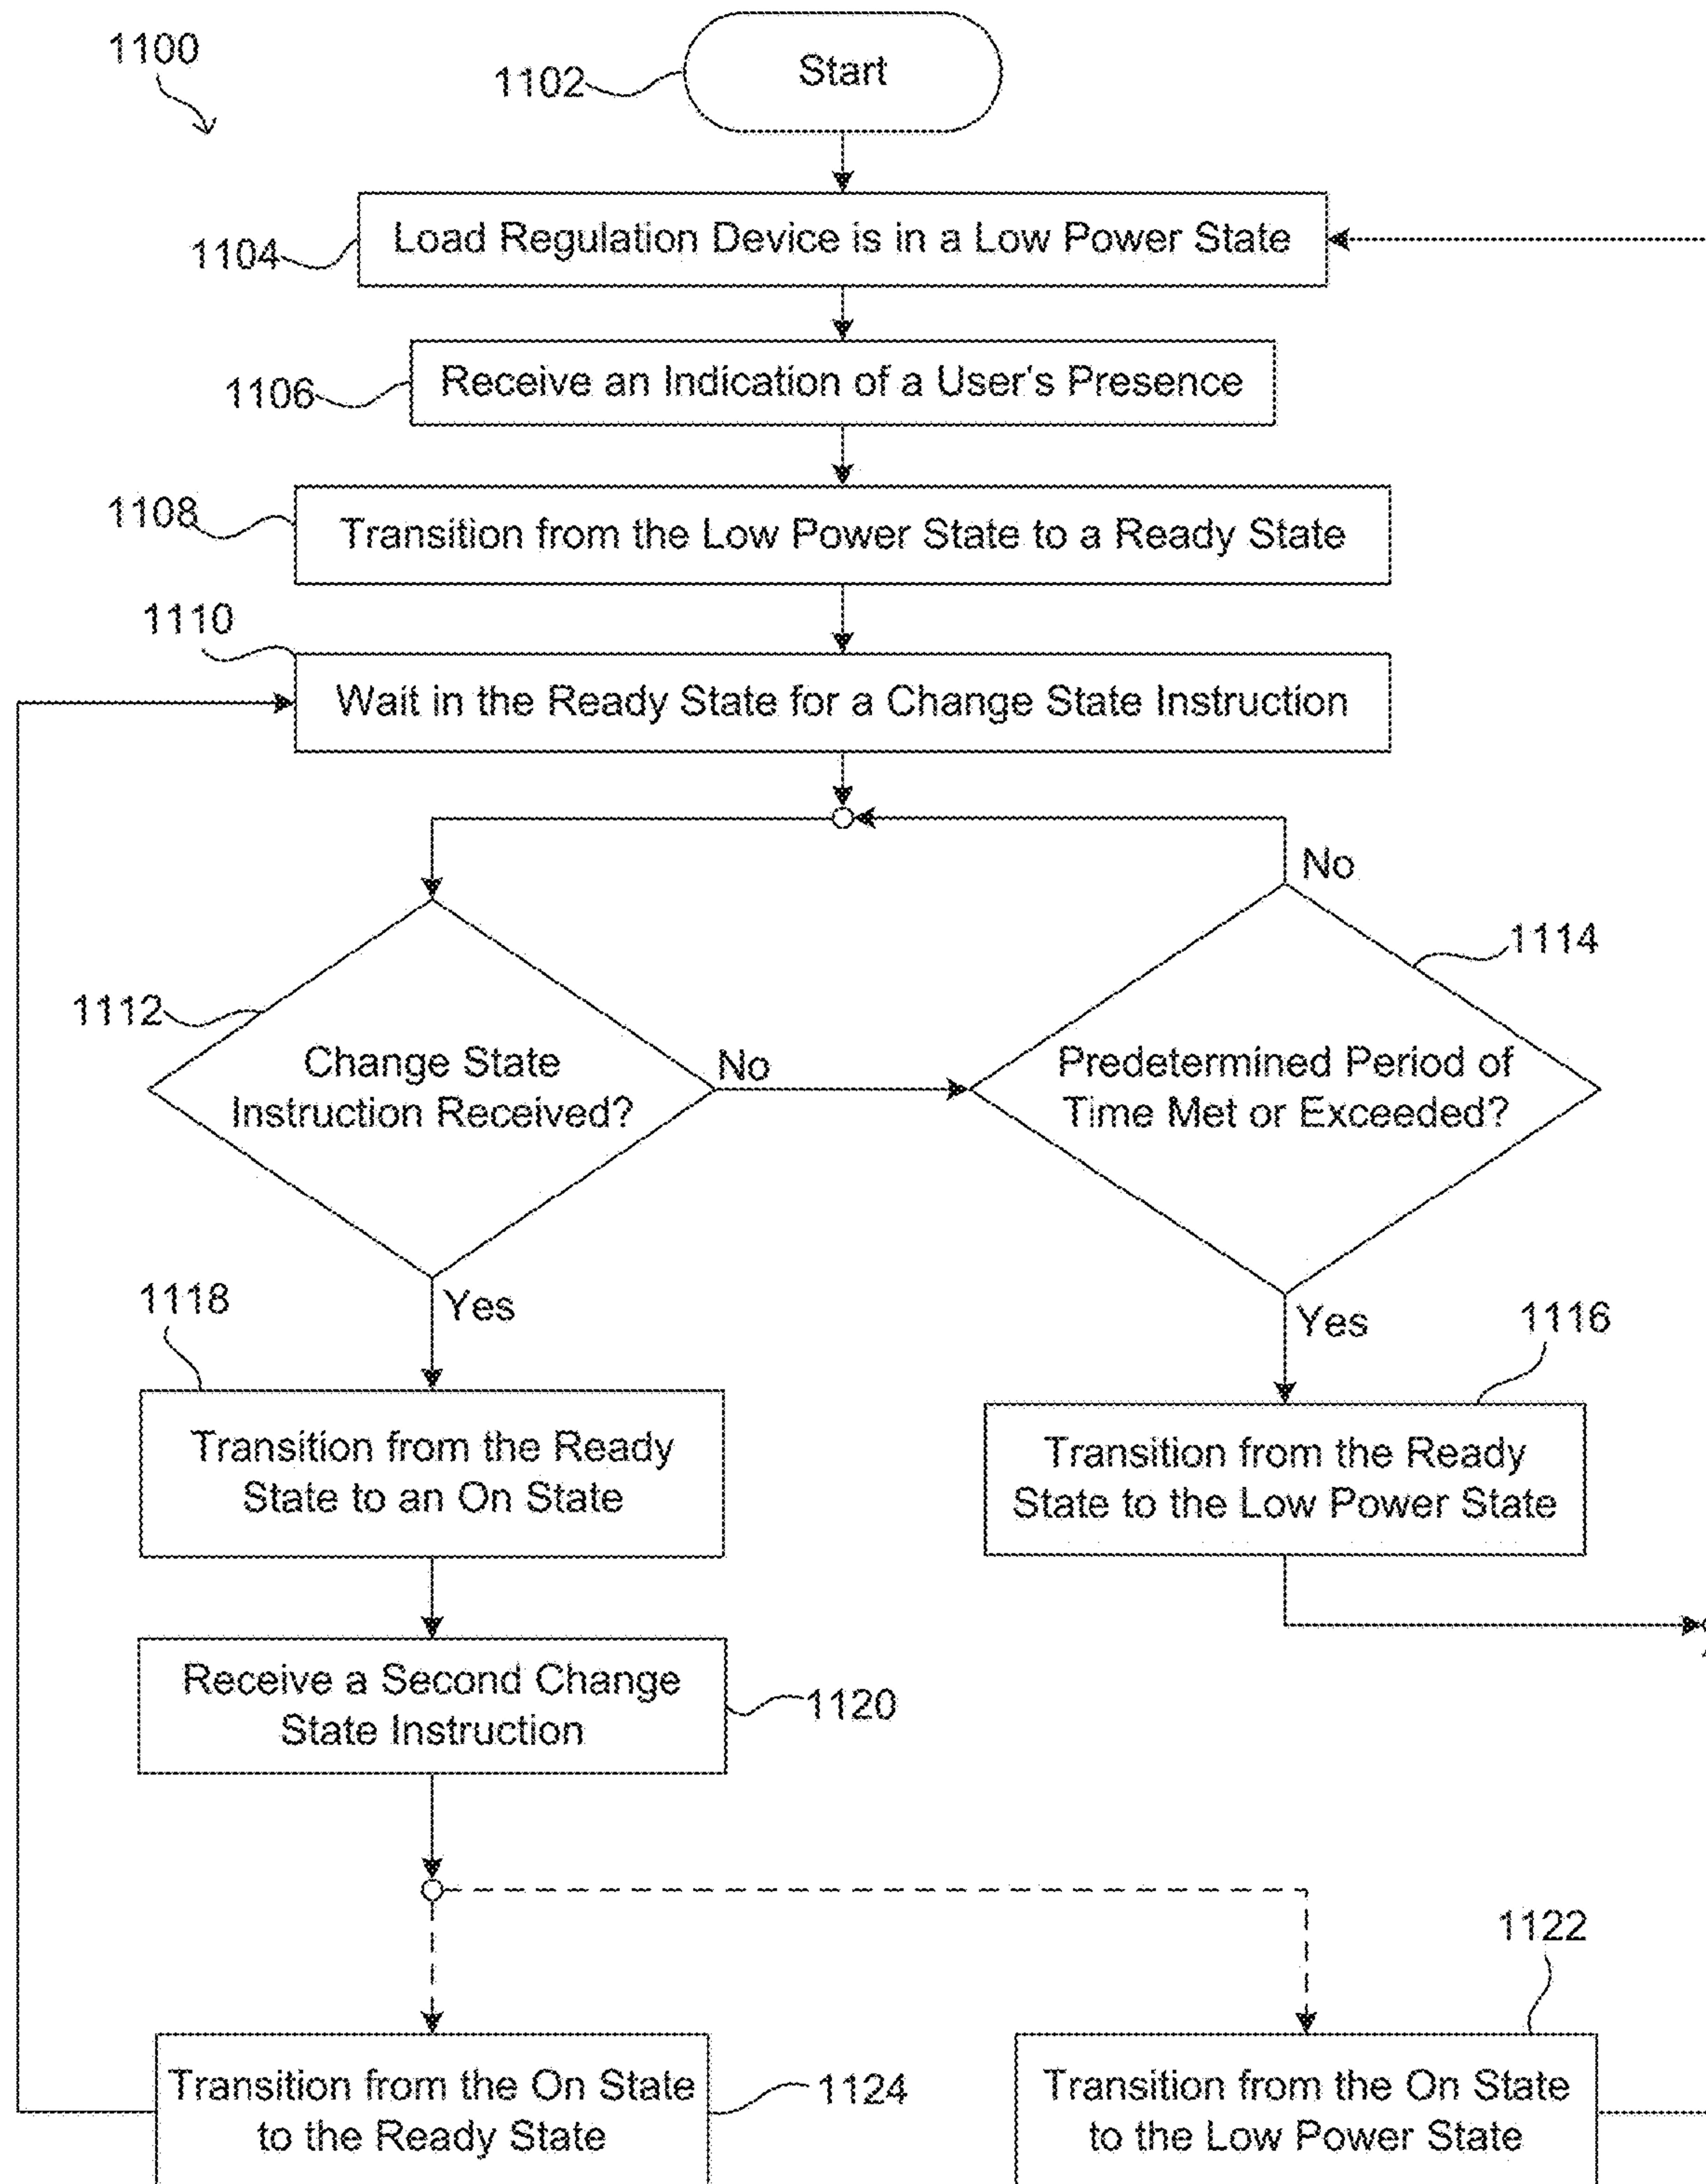 1100
1102
Start
1104
Load Regulation Device is in a Low Power State
1106
Receive an Indication of a User's Presence
1108
Transition from the Low Power State to a Ready State
1110
Wait in the Ready State for a Change State Instruction
No
1114
1112
Change State
Instruction Received?
No
Predetermined Period of
Time Met or Exceeded?
1118
Yes
Yes
1116
Transition from the Ready
State to an On State
Transition from the Ready
State to the Low Power State
Receive a Second Change
State Instruction
1120
1122
Transition from the On State
to the Ready State
1124
Transition from the On State
to the Low Power State